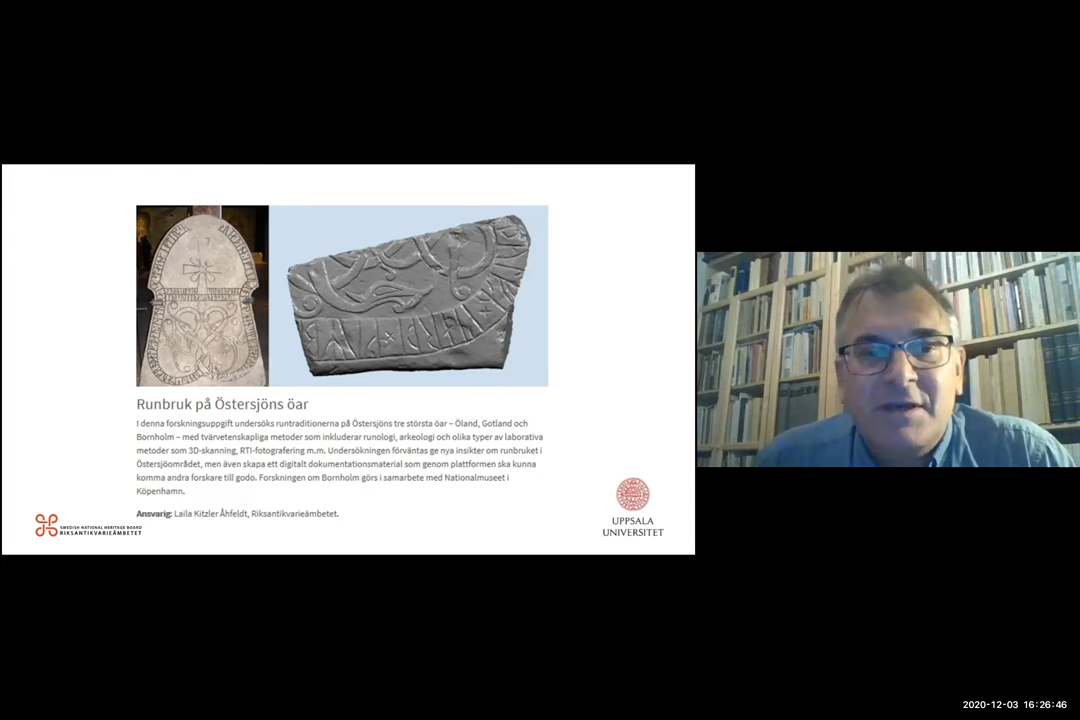 Runbruk på Östersjöns öar
I denna forskningsuppgift undersöks runtraditionerna på Östersjöns tre största öar – Öland, Gotland och
Bornholm – med tvärvetenskapliga metoder som inkluderar runologi, arkeologi och olika typer av laborativa
metoder som 3D-skanning, RTI-fotografering m.m. Undersökningen förväntas ge nya insikter om runbruket i
Östersjöområdet, men även skapa ett digitalt dokumentationsmaterial som genom plattformen ska kunna
komma andra forskare till godo. Forskningen om Bornholm görs i samarbete med Nationalmuseet i
Köpenhamn.
Ansvarig: Laila Kitzler Åhfeldt, Riksantikvarieämbetet.
SWEDISH NATIONAL HERITAGE BOARD
RIKSANTIKVARIEÄMBETET
UPPSALA
UNIVERSITET
2020-12-03 16:26:46